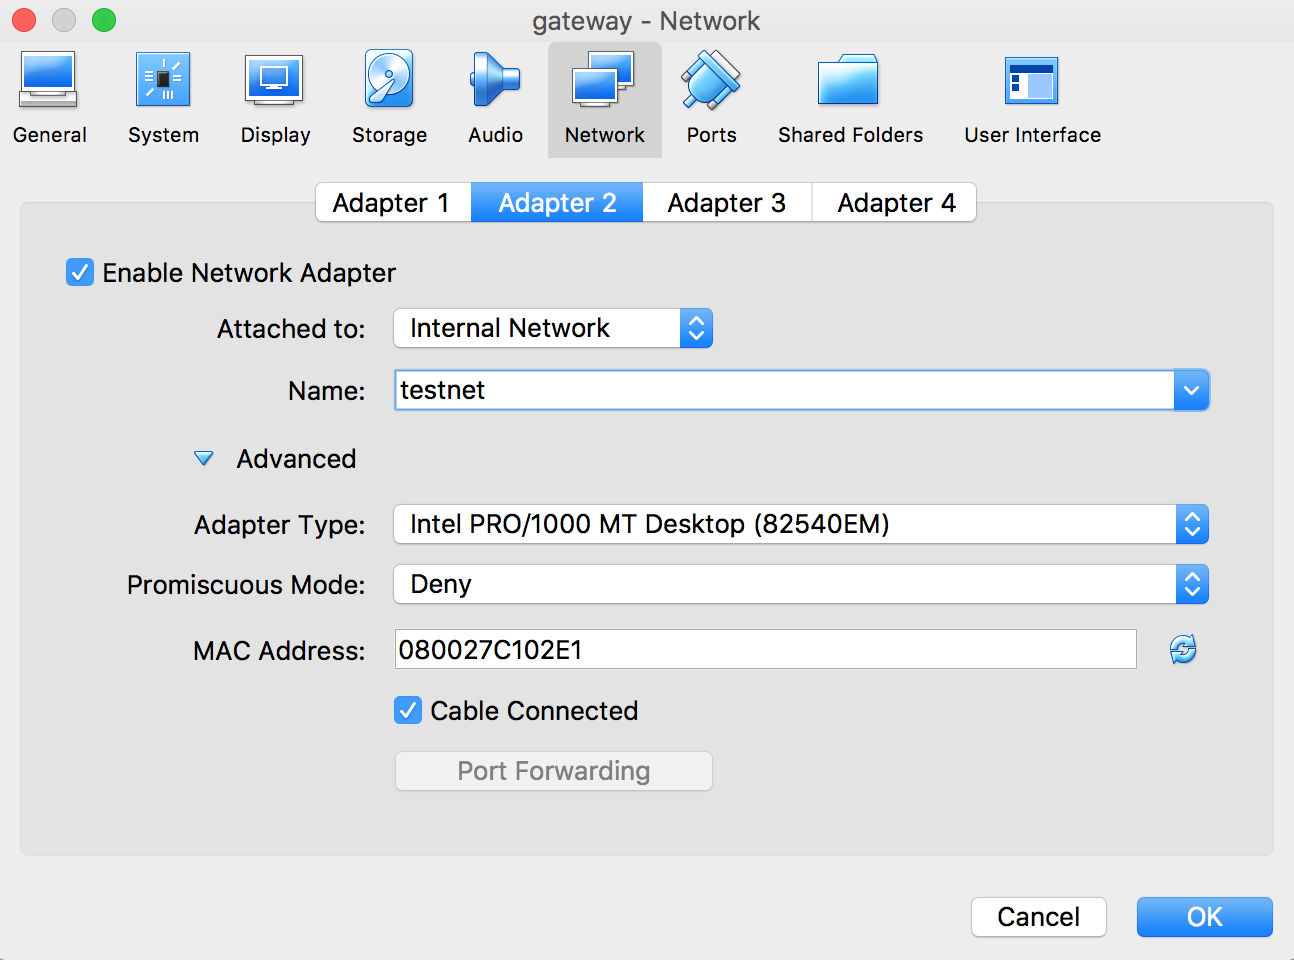 gateway - Network
General System Display Storage Audio Network Ports Shared Folders User Interface
Adapter 1 Adapter 2 Adapter 3 Adapter 4
Enable Network Adapter
Attached to: Internal Network
Name: testnet
Advanced
Adapter Type: Intel PRO/1000 MT Desktop (82540EM)
Promiscuous Mode: Deny
MAC Address: 080027C102E1
Cable Connected
Port Forwarding
Cancel OK